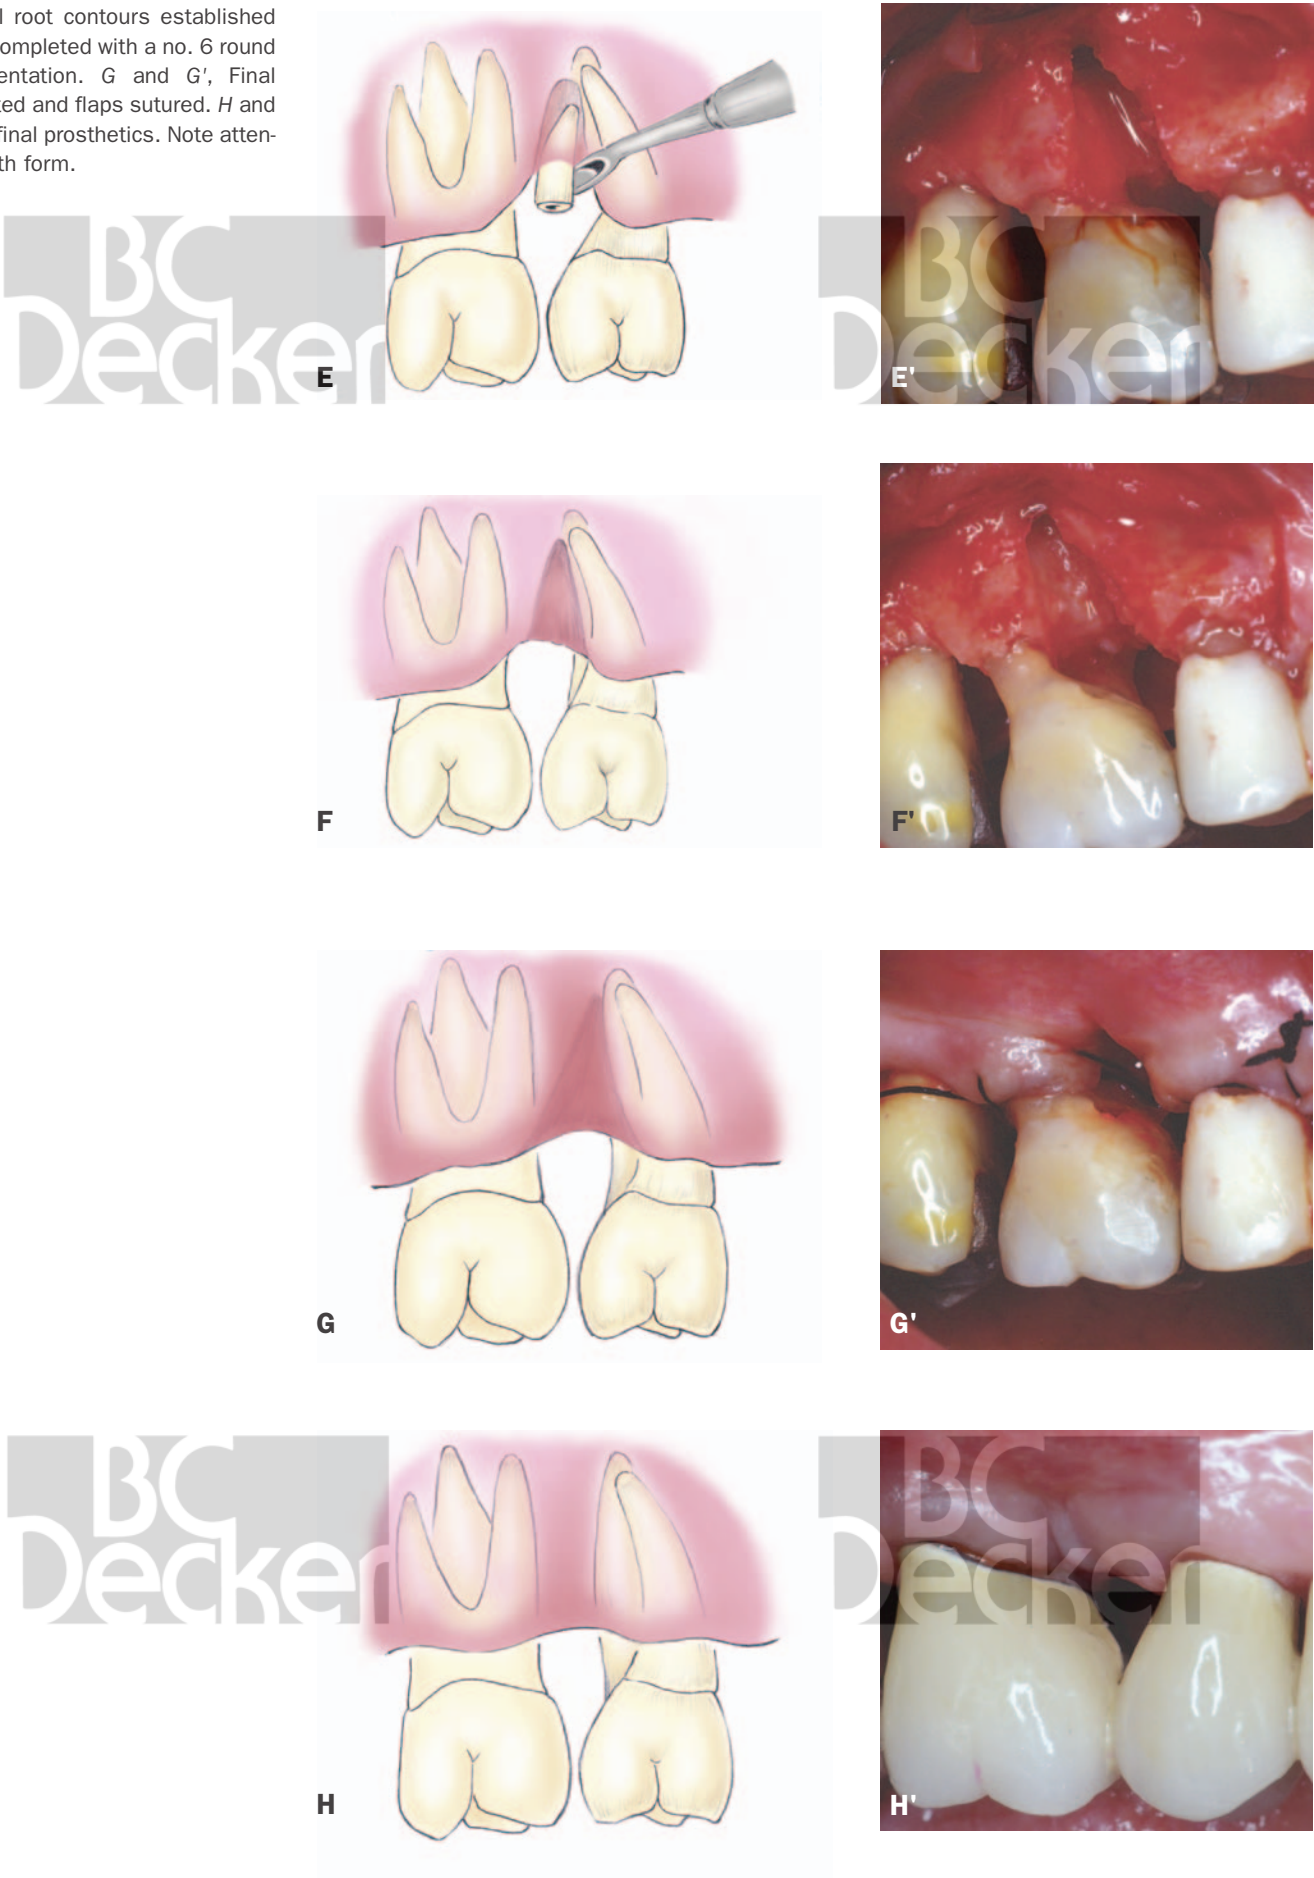 l root contours established
ompleted with a no. 6 round
entation. G and G', Final
ted and flaps sutured. H and
final prosthetics. Note atten-
th form.
BC
Decker
E
BC
Decker
E'
F
F'
G
G'
BC
Decker
H
BC
Decker
H'